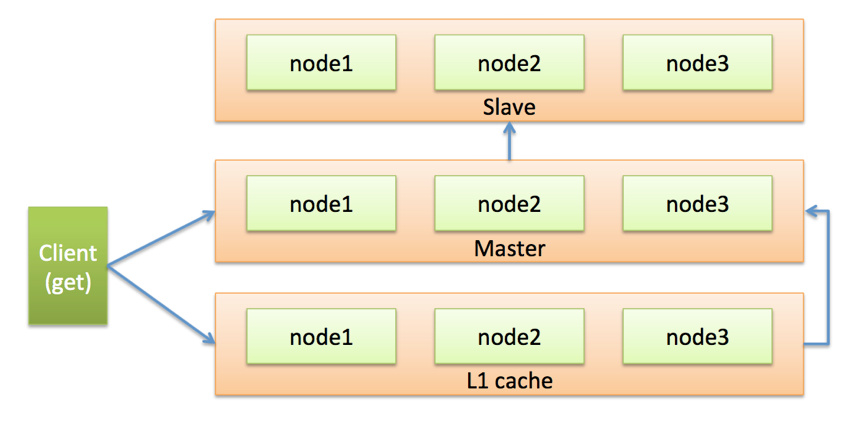 node1 node2 node3
Slave
node1 node2 node3
Master
Client
(get)
node1 node2 node3
L1 cache